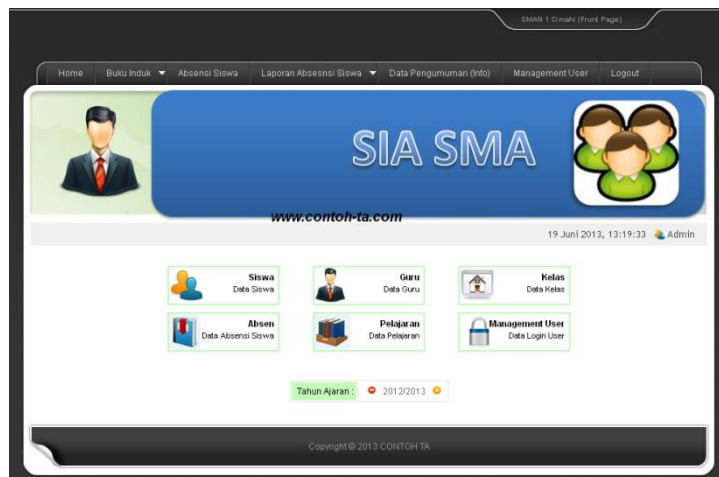 SMAN 1 Cimahi (Front Page)
Home Buku Induk Absensi Siswa Laporan Absesnsi Siswa Data Pengumuman (Info) Management User Logout
SIA SMA
www.contoh-ta.com
19 Juni 2013, 13:19:33 Admin
Siswa
Data Siswa
Guru
Data Guru
Kelas
Data Kelas
Absen
Data Absensi Siswa
Pelajaran
Data Pelajaran
Management User
Data Login User
Tahun Ajaran : 2012/2013
Copyright © 2013 CONTOH TA